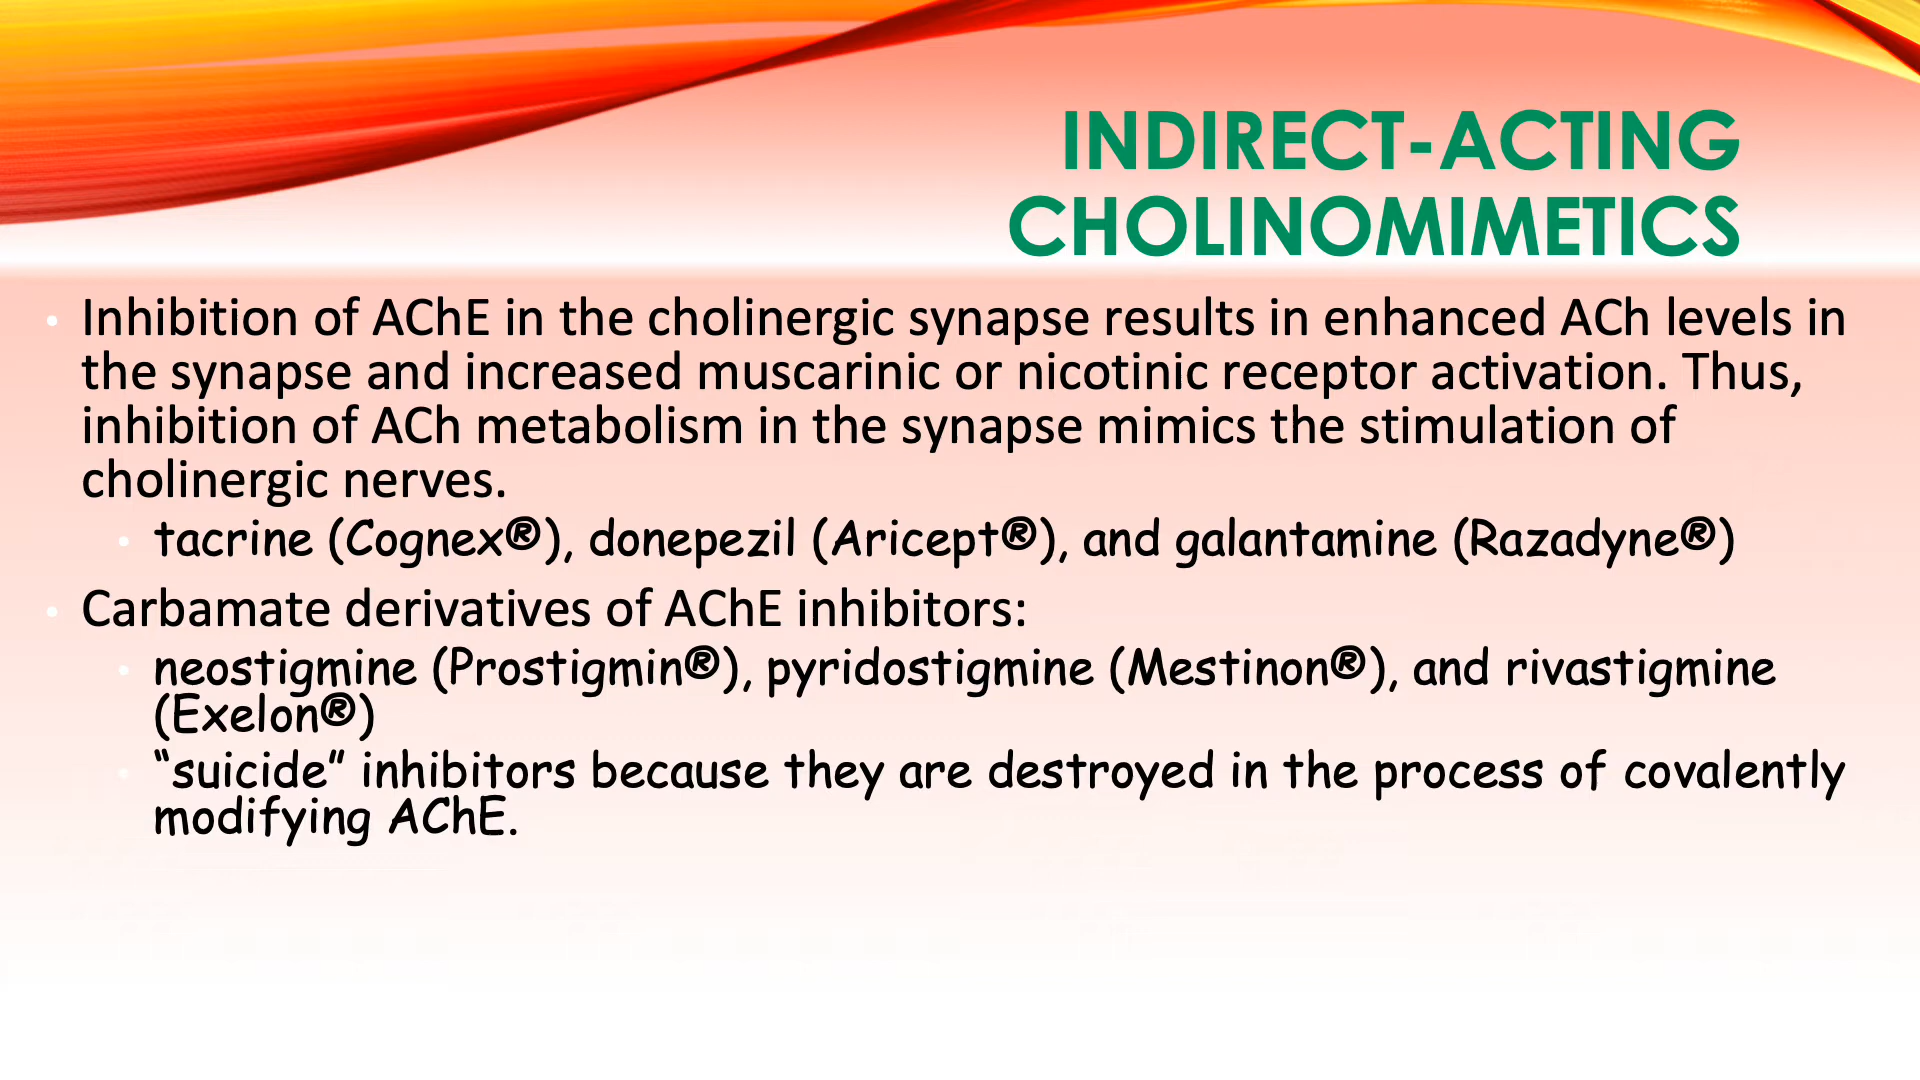 INDIRECT-ACTING
CHOLINOMIMETICS
• Inhibition of AChE in the cholinergic synapse results in enhanced ACh levels in
the synapse and increased muscarinic or nicotinic receptor activation. Thus,
inhibition of ACh metabolism in the synapse mimics the stimulation of
cholinergic nerves.
• tacrine (Cognex®), donepezil (Aricept®), and galantamine (Razadyne®)
• Carbamate derivatives of AChE inhibitors:
• neostigmine (Prostigmin®), pyridostigmine (Mestinon®), and rivastigmine
(Exelon®)
• “suicide” inhibitors because they are destroyed in the process of covalently
modifying AChE.